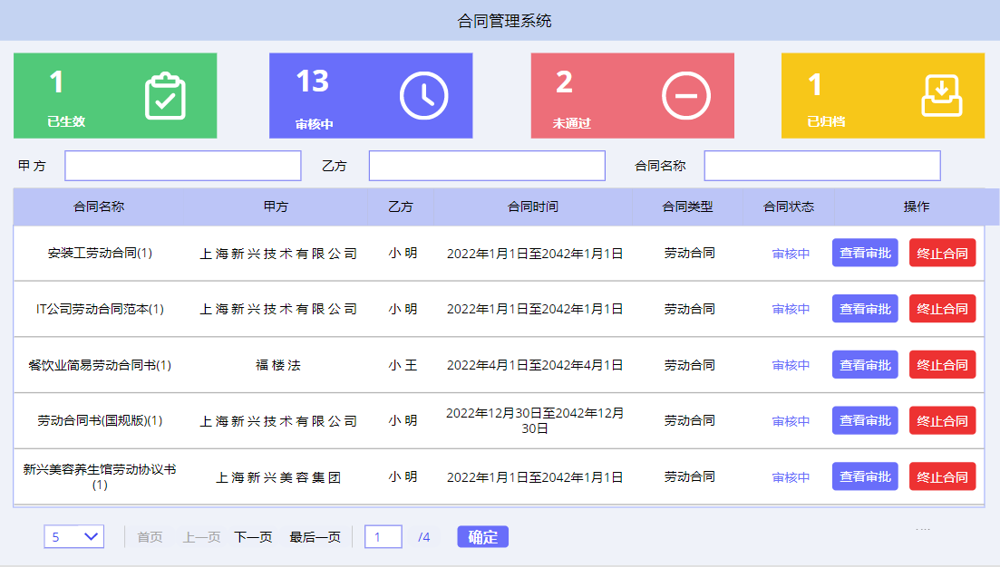 合同管理系统
1 13 2 1
已生效 审核中 未通过 已归档
甲 方 乙方 合同名称
合同名称 甲方 乙方 合同时间 合同类型 合同状态 操作
安装工劳动合同(1) 上海新兴技术有限公司 小明 2022年1月1日至2042年1月1日 劳动合同 审核中 查看审批 终止合同
IT公司劳动合同范本(1) 上海新兴技术有限公司 小明 2022年1月1日至2042年1月1日 劳动合同 审核中 查看审批 终止合同
餐饮业简易劳动合同书(1) 福楼法 小王 2022年4月1日至2042年4月1日 劳动合同 审核中 查看审批 终止合同
劳动合同书(国规版)(1) 上海新兴技术有限公司 小明 2022年12月30日至2042年12月
30日 劳动合同 审核中 查看审批 终止合同
新兴美容养生馆劳动协议书
(1) 上海新兴美容集团 小明 2022年1月1日至2042年1月1日 劳动合同 审核中 查看审批 终止合同
5 首页 上一页 下一页 最后一页 1 /4 确定